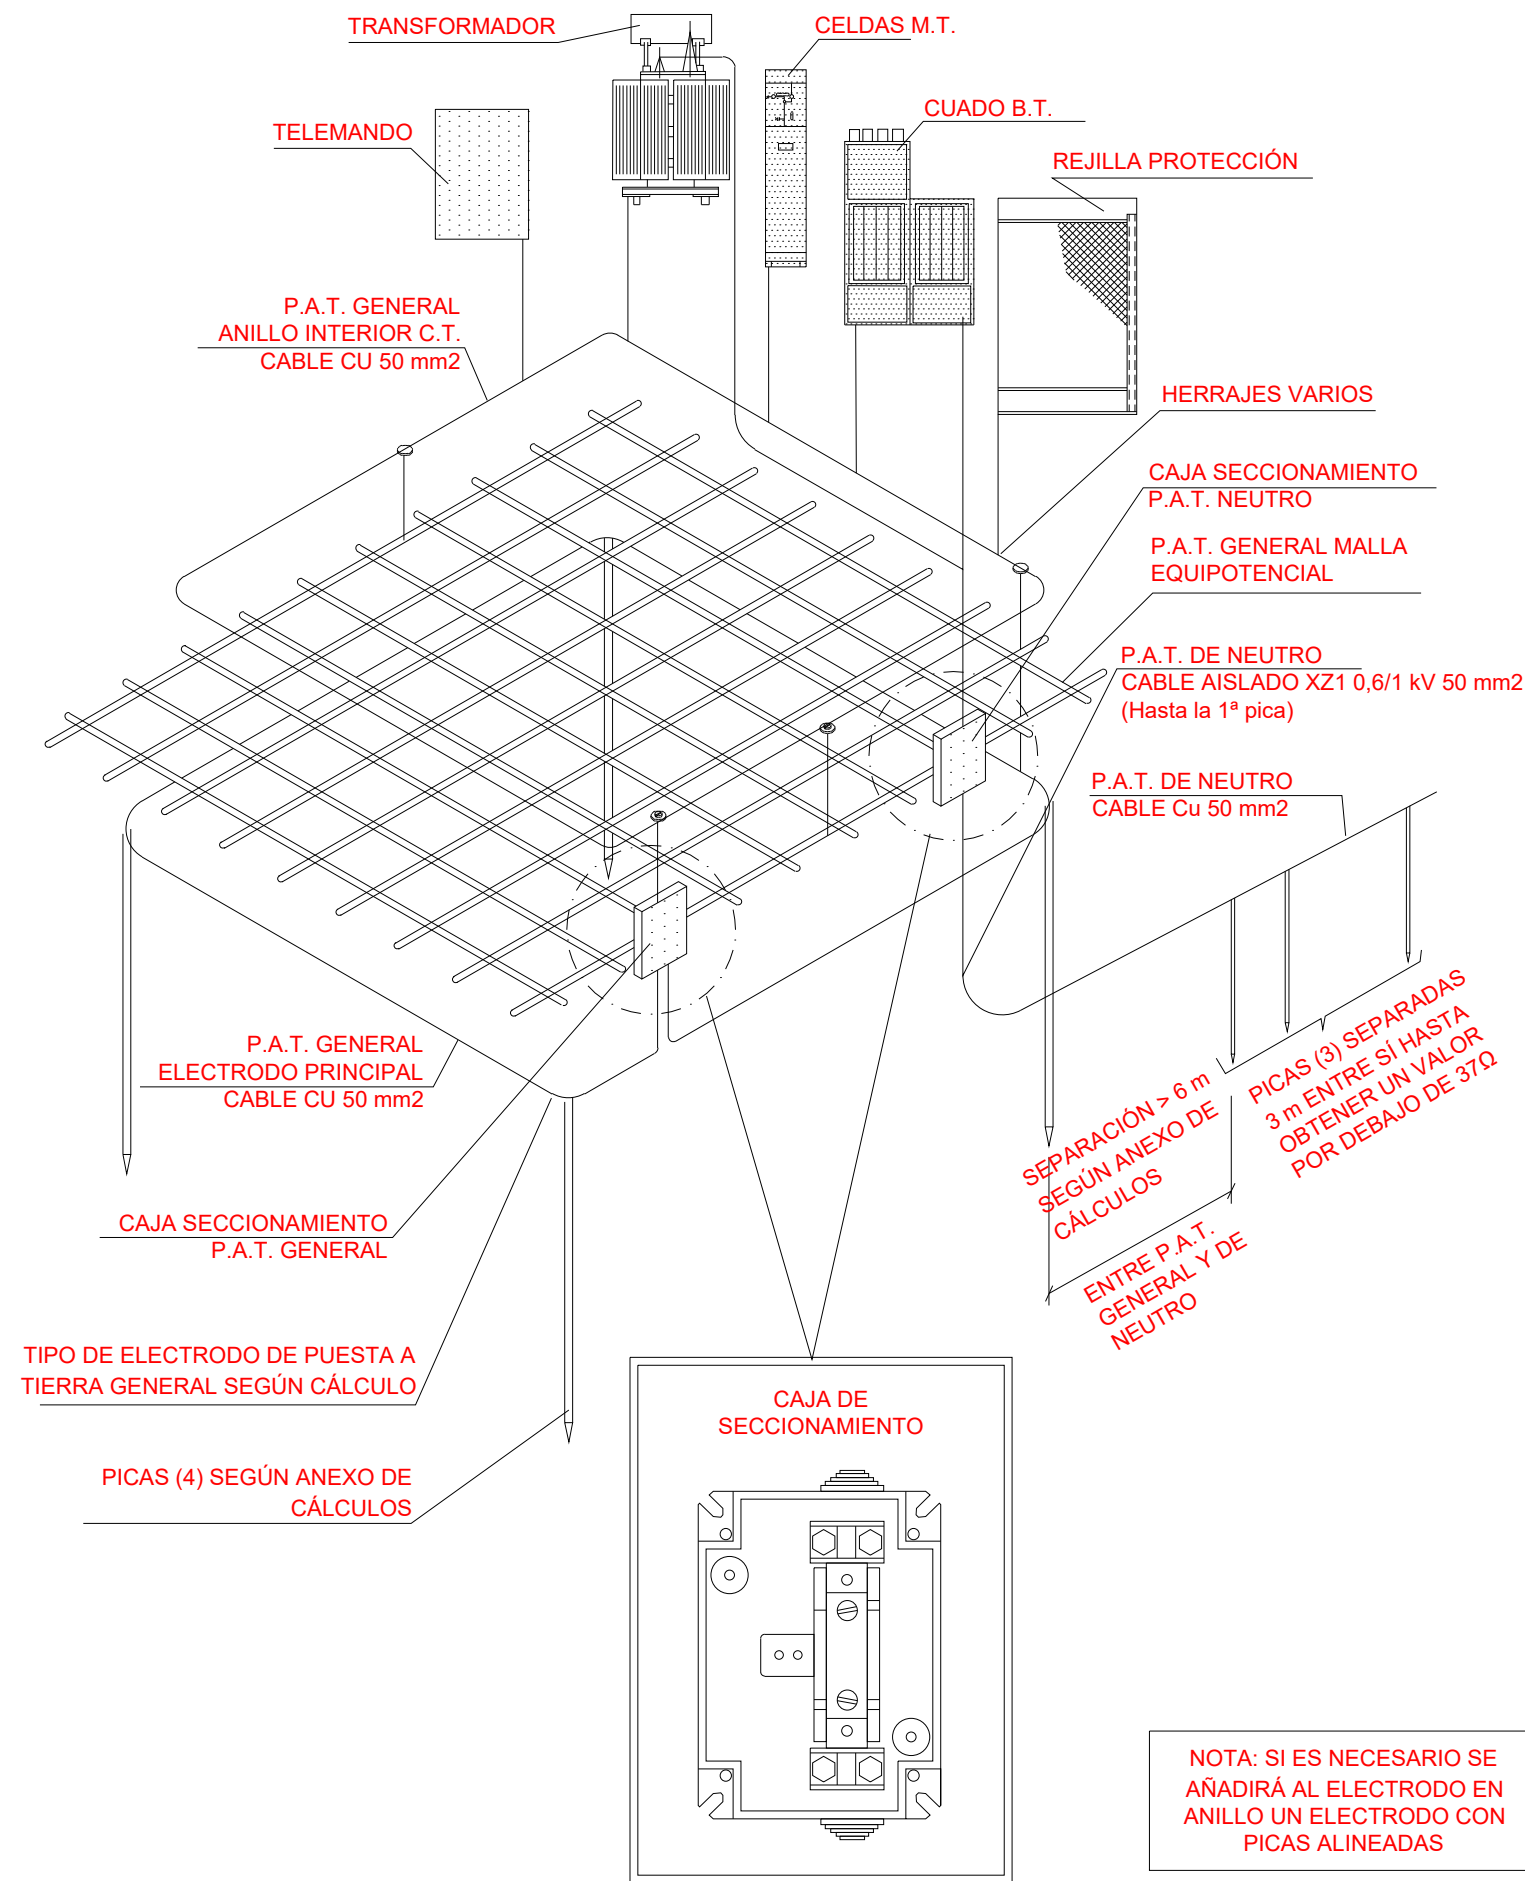 TRANSFORMADOR
CELDAS M.T.
TELEMANDO
CUADO B.T.
REJILLA PROTECCIÓN
P.A.T. GENERAL
ANILLO INTERIOR C.T.
CABLE CU 50 mm2
HERRAJES VARIOS
CAJA SECCIONAMIENTO
P.A.T. NEUTRO
P.A.T. GENERAL MALLA
EQUIPOTENCIAL
P.A.T. DE NEUTRO
CABLE AISLADO XZ1 0,6/1 kV 50 mm2
(Hasta la 1ª pica)
P.A.T. DE NEUTRO
CABLE Cu 50 mm2
P.A.T. GENERAL
ELECTRODO PRINCIPAL
CABLE CU 50 mm2
PICAS (3) SEPARADAS
3 m ENTRE SÍ HASTA
OBTENER UN VALOR
POR DEBAJO DE 37Ω
SEPARACIÓN > 6 m
SEGÚN ANEXO DE
CÁLCULOS
ENTRE P.A.T.
GENERAL Y DE
NEUTRO
CAJA SECCIONAMIENTO
P.A.T. GENERAL
TIPO DE ELECTRODO DE PUESTA A
TIERRA GENERAL SEGÚN CÁLCULO
PICAS (4) SEGÚN ANEXO DE
CÁLCULOS
CAJA DE
SECCIONAMIENTO
NOTA: SI ES NECESARIO SE
AÑADIRÁ AL ELECTRODO EN
ANILLO UN ELECTRODO CON
PICAS ALINEADAS